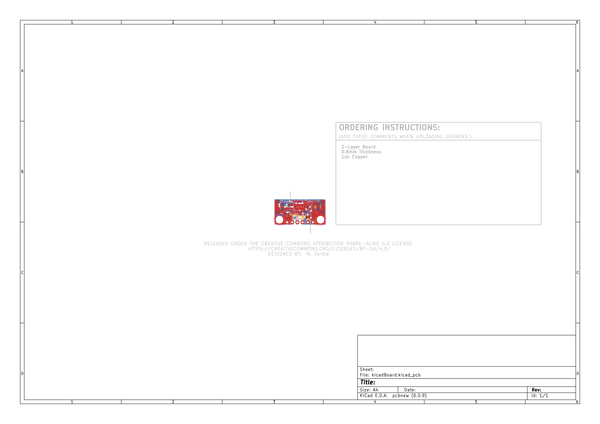 1 2 3 4 5 6
A A
ORDERING INSTRUCTIONS:
(ADD THESE COMMENTS WHEN UPLOADING GERBERS.)
2-Layer Board
0.8mm Thickness
1oz Copper
B B
RELEASED UNDER THE CREATIVE COMMONS ATTRIBUTION SHARE-ALIKE 4.0 LICENSE
HTTPS://CREATIVECOMMONS.ORG/LICENSES/BY-SA/4.0/
DESIGNED BY: N. Seidle
C C
Sheet:
File: kicadBoard.kicad_pcb
D D
Title:
Size: A4 Date: Rev:
KiCad E.D.A. pcbnew (6.0.9) Id: 1/1
1 2 3 4 5 6